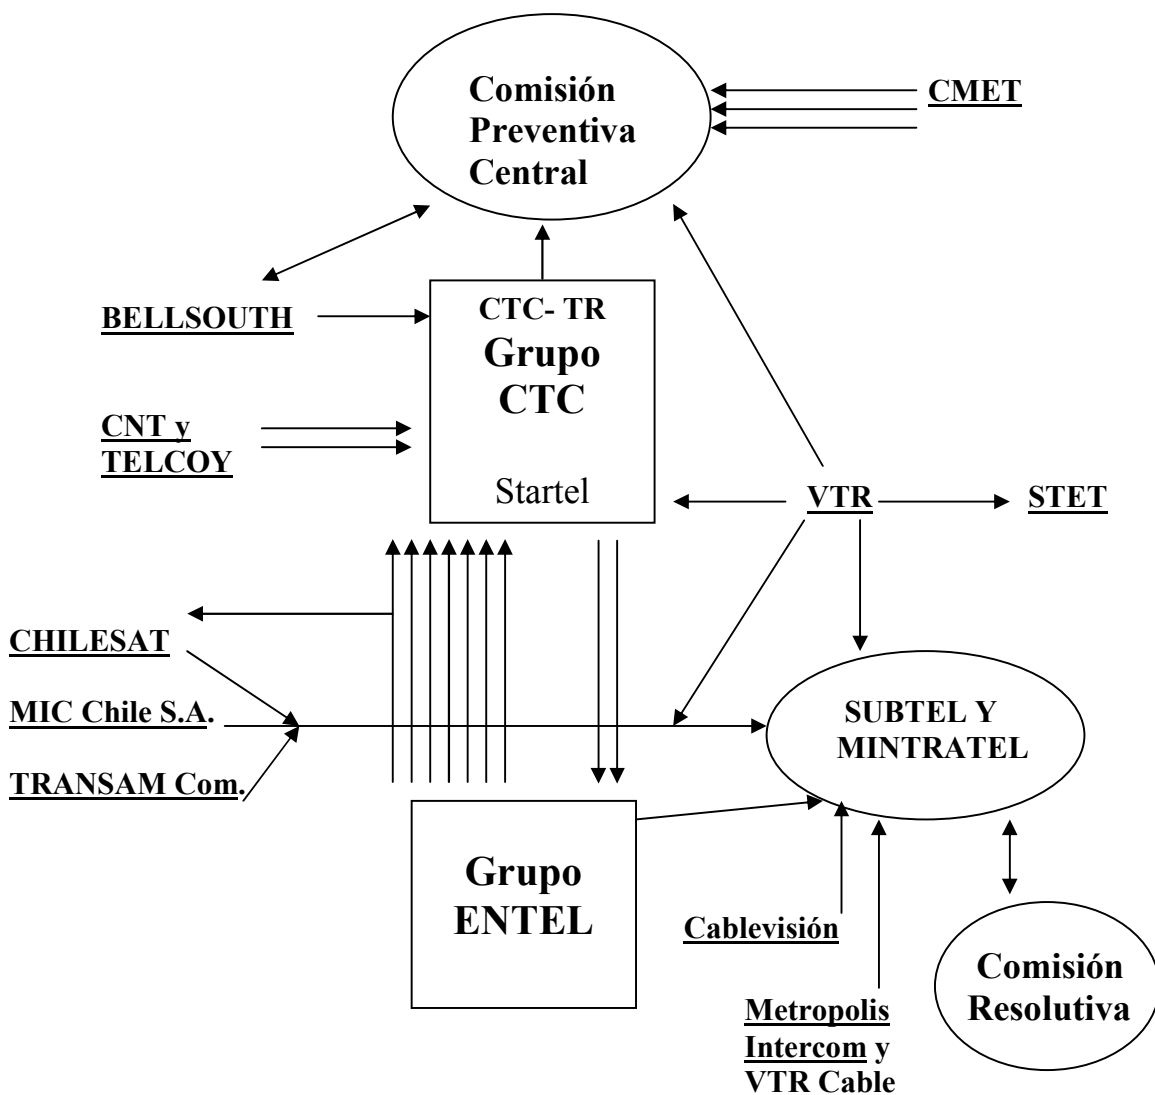 Comisión
Preventiva
Central
CMET
BELLSOUTH
CTC- TR
Grupo
CTC
Startel
CNT y
TELCOY
VTR
STET
CHILESAT
MIC Chile S.A.
TRANSAM Com.
SUBTEL Y
MINTRATEL
Grupo
ENTEL
Cablevisión
Comisión
Resolutiva
Metropolis
Intercom y
VTR Cable